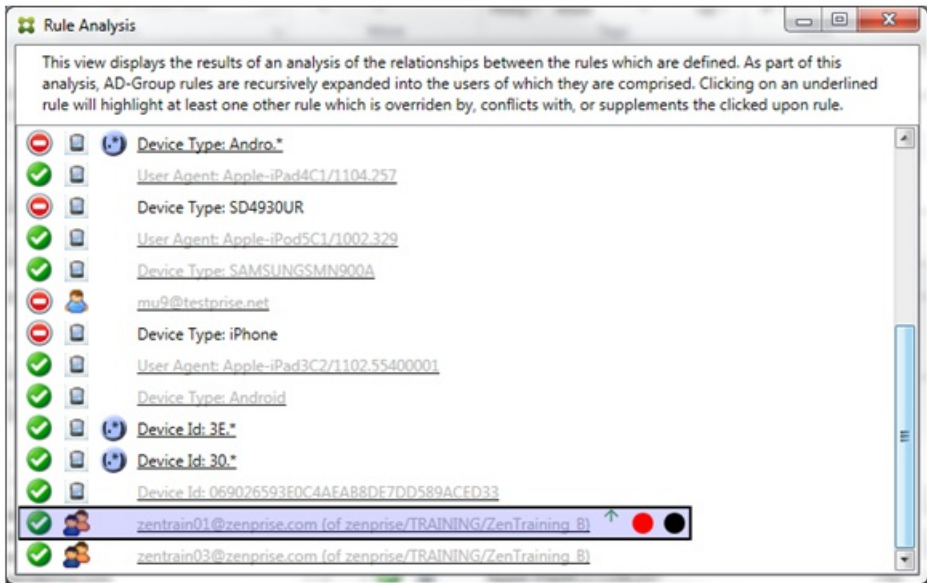 Rule Analysis
This view displays the results of an analysis of the relationships between the rules which are defined. As part of this
analysis, AD-Group rules are recursively expanded into the users of which they are comprised. Clicking on an underlined
rule will highlight at least one other rule which is overriden by, conflicts with, or supplements the clicked upon rule.
(.*) Device Type: Andro.*
User Agent: Apple-iPad4C1/1104.257
Device Type: SD4930UR
User Agent: Apple-iPod5C1/1002.329
Device Type: SAMSUNGSMN900A
mu9@testprise.net
Device Type: iPhone
User Agent: Apple-iPad3C2/1102.55400001
Device Type: Android
(.*) Device Id: 3E.*
(.*) Device Id: 30.*
Device Id: 069026593E0C4AEAB8DE7DD589ACED33
zentrain01@zenprise.com (of zenprise/TRAINING/ZenTraining_B)
zentrain03@zenprise.com (of zenprise/TRAINING/ZenTraining_B)